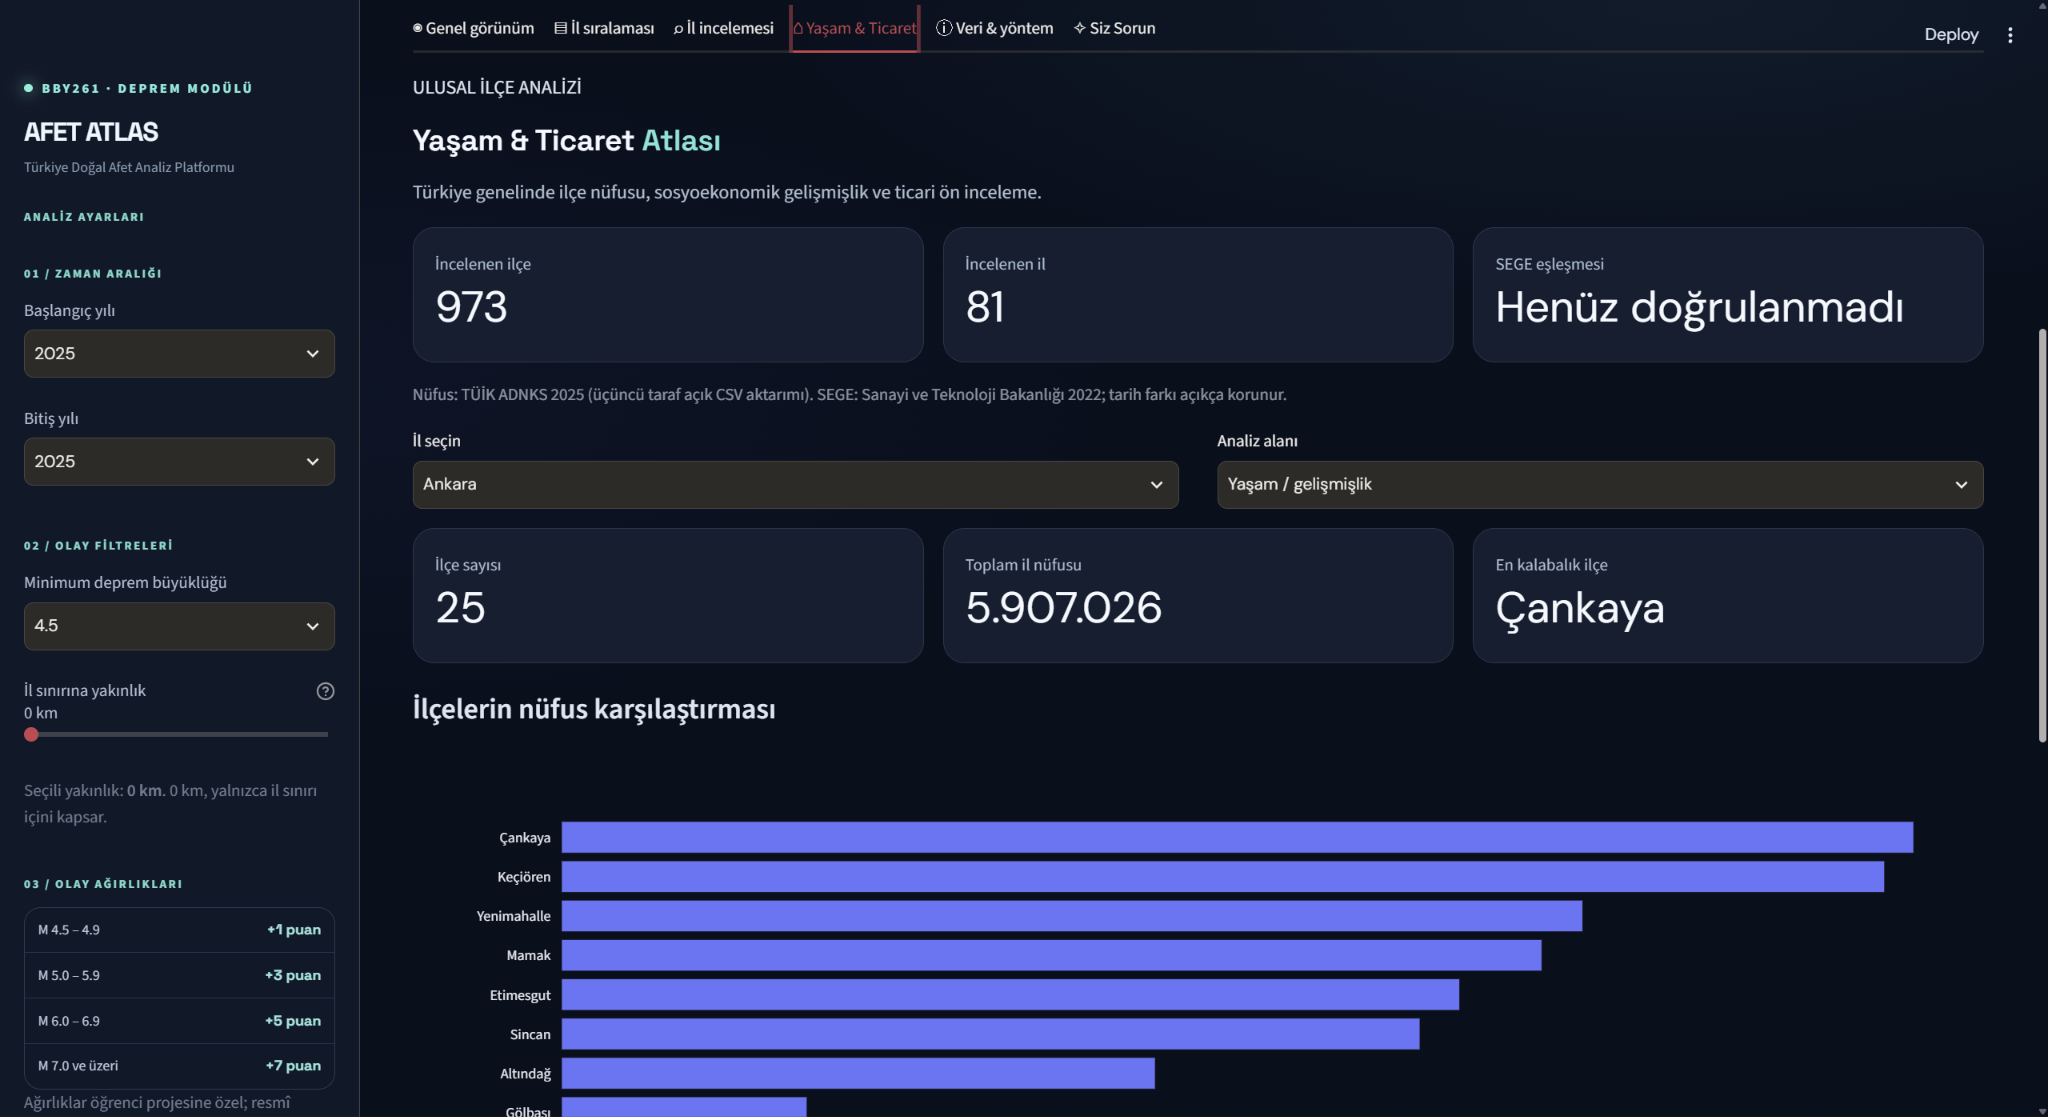 BBY261 · DEPREM MODÜLÜ
AFET ATLAS
Türkiye Doğal Afet Analiz Platformu
ANALİZ AYARLARI
01 / ZAMAN ARALIĞI
Başlangıç yılı
2025
Bitiş yılı
2025
02 / OLAY FİLTRELERİ
Minimum deprem büyüklüğü
4.5
İl sınırına yakınlık
0 km
Seçili yakınlık: 0 km. 0 km, yalnızca il sınırı
içini kapsar.
03 / OLAY AĞIRLIKLARI
M 4.5 – 4.9 +1 puan
M 5.0 – 5.9 +3 puan
M 6.0 – 6.9 +5 puan
M 7.0 ve üzeri +7 puan
Ağırlıklar öğrenci projesine özel; resmî
Genel görünüm İl sıralaması İl incelemesi Yaşam & Ticaret Veri & yöntem Siz Sorun
Deploy
ULUSAL İLÇE ANALİZİ
Yaşam & Ticaret Atlası
Türkiye genelinde ilçe nüfusu, sosyoekonomik gelişmişlik ve ticari ön inceleme.
İncelenen ilçe
973
İncelenen il
81
SEGE eşleşmesi
Henüz doğrulanmadı
Nüfus: TÜİK ADNKS 2025 (üçüncü taraf açık CSV aktarımı). SEGE: Sanayi ve Teknoloji Bakanlığı 2022; tarih farkı açıkça korunur.
İl seçin
Ankara
Analiz alanı
Yaşam / gelişmişlik
İlçe sayısı
25
Toplam il nüfusu
5.907.026
En kalabalık ilçe
Çankaya
İlçelerin nüfus karşılaştırması
Çankaya
Keçiören
Yenimahalle
Mamak
Etimesgut
Sincan
Altındağ
Gölbaşı